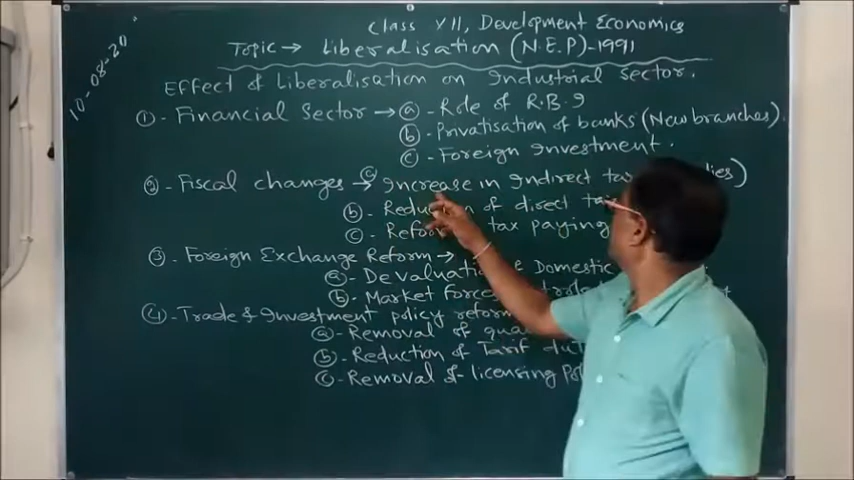 10-08-20
Class XII, Development Economics
Topic → Liberalisation (N.E.P)-1991
Effect of Liberalisation on Industrial Sector.
① - Financial Sector → ⓐ - Role of R.B.I
ⓑ - Privatisation of banks (New branches).
ⓒ - Foreign Investment.
② - Fiscal changes → ⓐ Increase in Indirect
ⓑ - Reduction of direct
ⓒ - Reform tax paying
③ - Foreign Exchange Reform →
ⓐ - Devaluation Domestic
ⓑ - Market forces
④ - Trade & Investment policy reform
ⓐ - Removal of
ⓑ - Reduction of Tarif
ⓒ - Removal of licensing